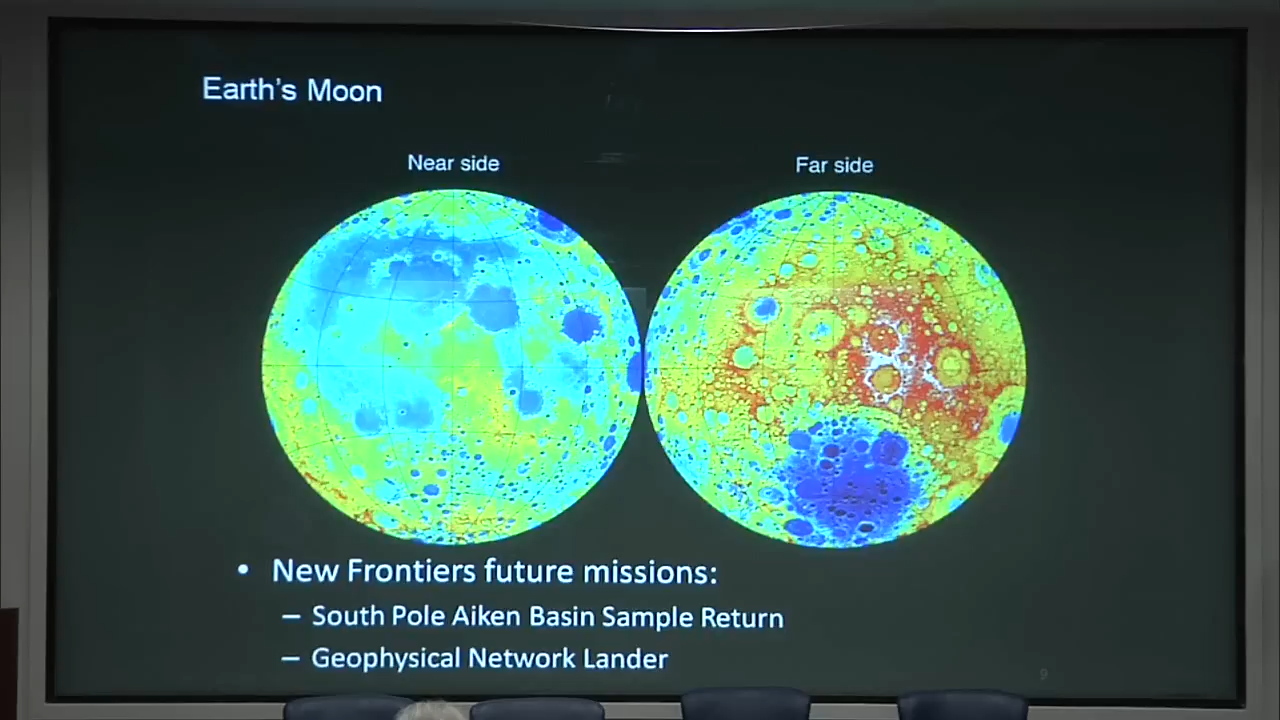 Earth's Moon
Near side
Far side
• New Frontiers future missions:
– South Pole Aiken Basin Sample Return
– Geophysical Network Lander
9